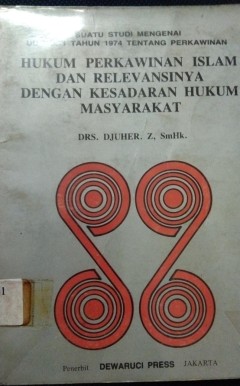 SUATU STUDI MENGENAI
TAHUN 1974 TENTANG PERKAWINAN
HUKUM PERKAWINAN ISLAM
DAN RELEVANSINYA
DENGAN KESADARAN HUKUM
MASYARAKAT
DRS. DJUHER. Z, SmHk.
1
Penerbit DEWARUCI PRESS JAKARTA